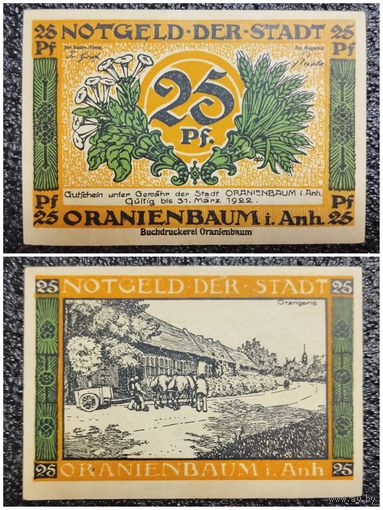 25 NOTGELD·DER·STADT 25
Pf Pf
Der Magistrat
25
Pf.
Gutschein unter Gewähr der Stadt ORANIENBAUM i. Anh.
Gültig bis 31. März 1922.
Pf Pf
25 ORANIENBAUM i. Anh. 25
Buchdruckerei Oranienbaum
25 NOTGELD DER STADT 25
Orangerie
25 ORANIENBAUM i. Anh 25